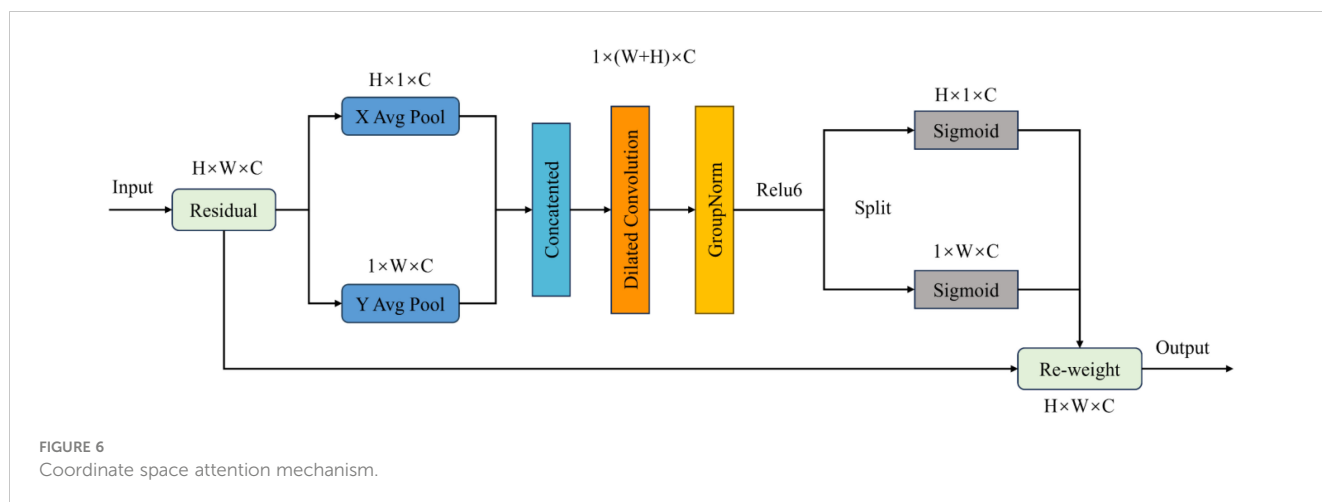 1×(W+H)×C
H×1×C
X Avg Pool
H×W×C
Input
Residual
1×W×C
Y Avg Pool
Concatented
Dilated Convolution
GroupNorm
Relu6
Split
H×1×C
Sigmoid
1×W×C
Sigmoid
Re-weight
H×W×C
Output
FIGURE 6
Coordinate space attention mechanism.